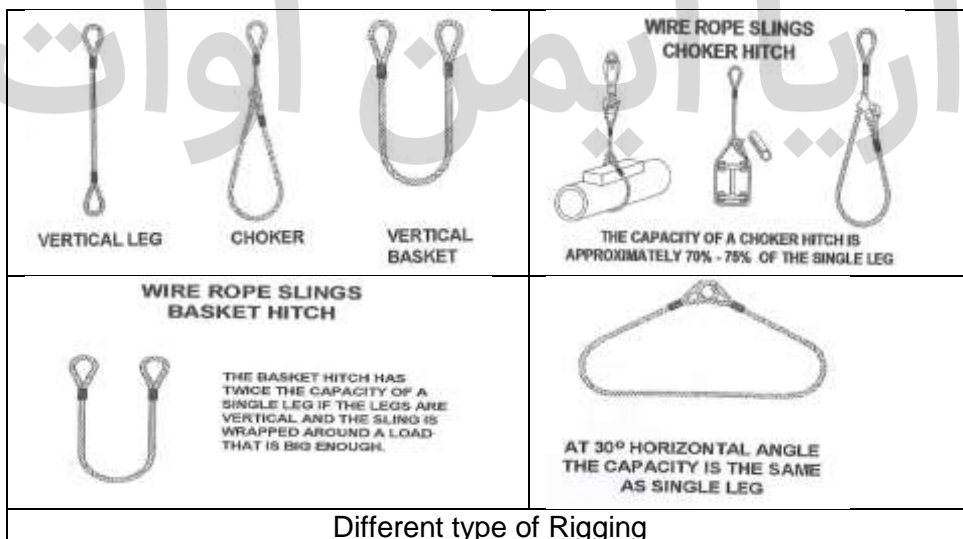 آریا ایمن آوات
VERTICAL LEG
CHOKER
VERTICAL
BASKET
WIRE ROPE SLINGS
CHOKER HITCH
THE CAPACITY OF A CHOKER HITCH IS
APPROXIMATELY 70% - 75% OF THE SINGLE LEG
WIRE ROPE SLINGS
BASKET HITCH
THE BASKET HITCH HAS
TWICE THE CAPACITY OF A
SINGLE LEG IF THE LEGS ARE
VERTICAL AND THE SLING IS
WRAPPED AROUND A LOAD
THAT IS BIG ENOUGH.
AT 30º HORIZONTAL ANGLE
THE CAPACITY IS THE SAME
AS SINGLE LEG
Different type of Rigging